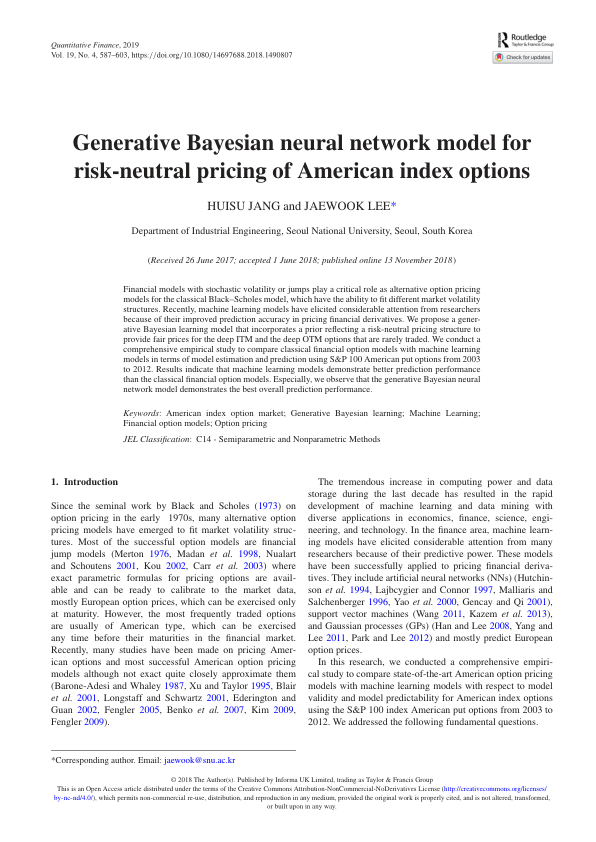 Quantitative Finance, 2019
Vol. 19, No. 4, 587–603, https://doi.org/10.1080/14697688.2018.1490807
Routledge
Taylor & Francis Group
Check for updates
Generative Bayesian neural network model for
risk-neutral pricing of American index options
HUISU JANG and JAEWOOK LEE*
Department of Industrial Engineering, Seoul National University, Seoul, South Korea
(Received 26 June 2017; accepted 1 June 2018; published online 13 November 2018)
Financial models with stochastic volatility or jumps play a critical role as alternative option pricing
models for the classical Black–Scholes model, which have the ability to fit different market volatility
structures. Recently, machine learning models have elicited considerable attention from researchers
because of their improved prediction accuracy in pricing financial derivatives. We propose a gener-
ative Bayesian learning model that incorporates a prior reflecting a risk-neutral pricing structure to
provide fair prices for the deep ITM and the deep OTM options that are rarely traded. We conduct a
comprehensive empirical study to compare classical financial option models with machine learning
models in terms of model estimation and prediction using S&P 100 American put options from 2003
to 2012. Results indicate that machine learning models demonstrate better prediction performance
than the classical financial option models. Especially, we observe that the generative Bayesian neural
network model demonstrates the best overall prediction performance.
Keywords: American index option market; Generative Bayesian learning; Machine Learning;
Financial option models; Option pricing
JEL Classification: C14 - Semiparametric and Nonparametric Methods
1. Introduction
Since the seminal work by Black and Scholes (1973) on
option pricing in the early 1970s, many alternative option
pricing models have emerged to fit market volatility struc-
tures. Most of the successful option models are financial
jump models (Merton 1976, Madan et al. 1998, Nualart
and Schoutens 2001, Kou 2002, Carr et al. 2003) where
exact parametric formulas for pricing options are avail-
able and can be ready to calibrate to the market data,
mostly European option prices, which can be exercised only
at maturity. However, the most frequently traded options
are usually of American type, which can be exercised
any time before their maturities in the financial market.
Recently, many studies have been made on pricing Amer-
ican options and most successful American option pricing
models although not exact quite closely approximate them
(Barone-Adesi and Whaley 1987, Xu and Taylor 1995, Blair
et al. 2001, Longstaff and Schwartz 2001, Ederington and
Guan 2002, Fengler 2005, Benko et al. 2007, Kim 2009,
Fengler 2009).
The tremendous increase in computing power and data
storage during the last decade has resulted in the rapid
development of machine learning and data mining with
diverse applications in economics, finance, science, engi-
neering, and technology. In the finance area, machine learn-
ing models have elicited considerable attention from many
researchers because of their predictive power. These models
have been successfully applied to pricing financial deriva-
tives. They include artificial neural networks (NNs) (Hutchin-
son et al. 1994, Lajbcygier and Connor 1997, Malliaris and
Salchenberger 1996, Yao et al. 2000, Gencay and Qi 2001),
support vector machines (Wang 2011, Kazem et al. 2013),
and Gaussian processes (GPs) (Han and Lee 2008, Yang and
Lee 2011, Park and Lee 2012) and mostly predict European
option prices.
In this research, we conducted a comprehensive empiri-
cal study to compare state-of-the-art American option pricing
models with machine learning models with respect to model
validity and model predictability for American index options
using the S&P 100 index American put options from 2003 to
2012. We addressed the following fundamental questions.
*Corresponding author. Email: jaewook@snu.ac.kr
© 2018 The Author(s). Published by Informa UK Limited, trading as Taylor & Francis Group
This is an Open Access article distributed under the terms of the Creative Commons Attribution-NonCommercial-NoDerivatives License (http://creativecommons.org/licenses/
by-nc-nd/4.0/), which permits non-commercial re-use, distribution, and reproduction in any medium, provided the original work is properly cited, and is not altered, transformed,
or built upon in any way.